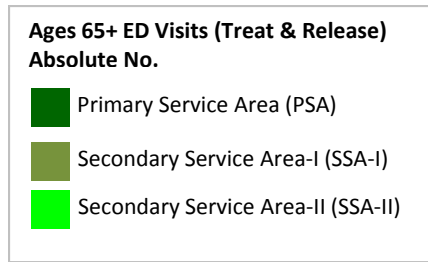 Ages 65+ ED Visits (Treat & Release)
Absolute No.
Primary Service Area (PSA)
Secondary Service Area-I (SSA-I)
Secondary Service Area-II (SSA-II)